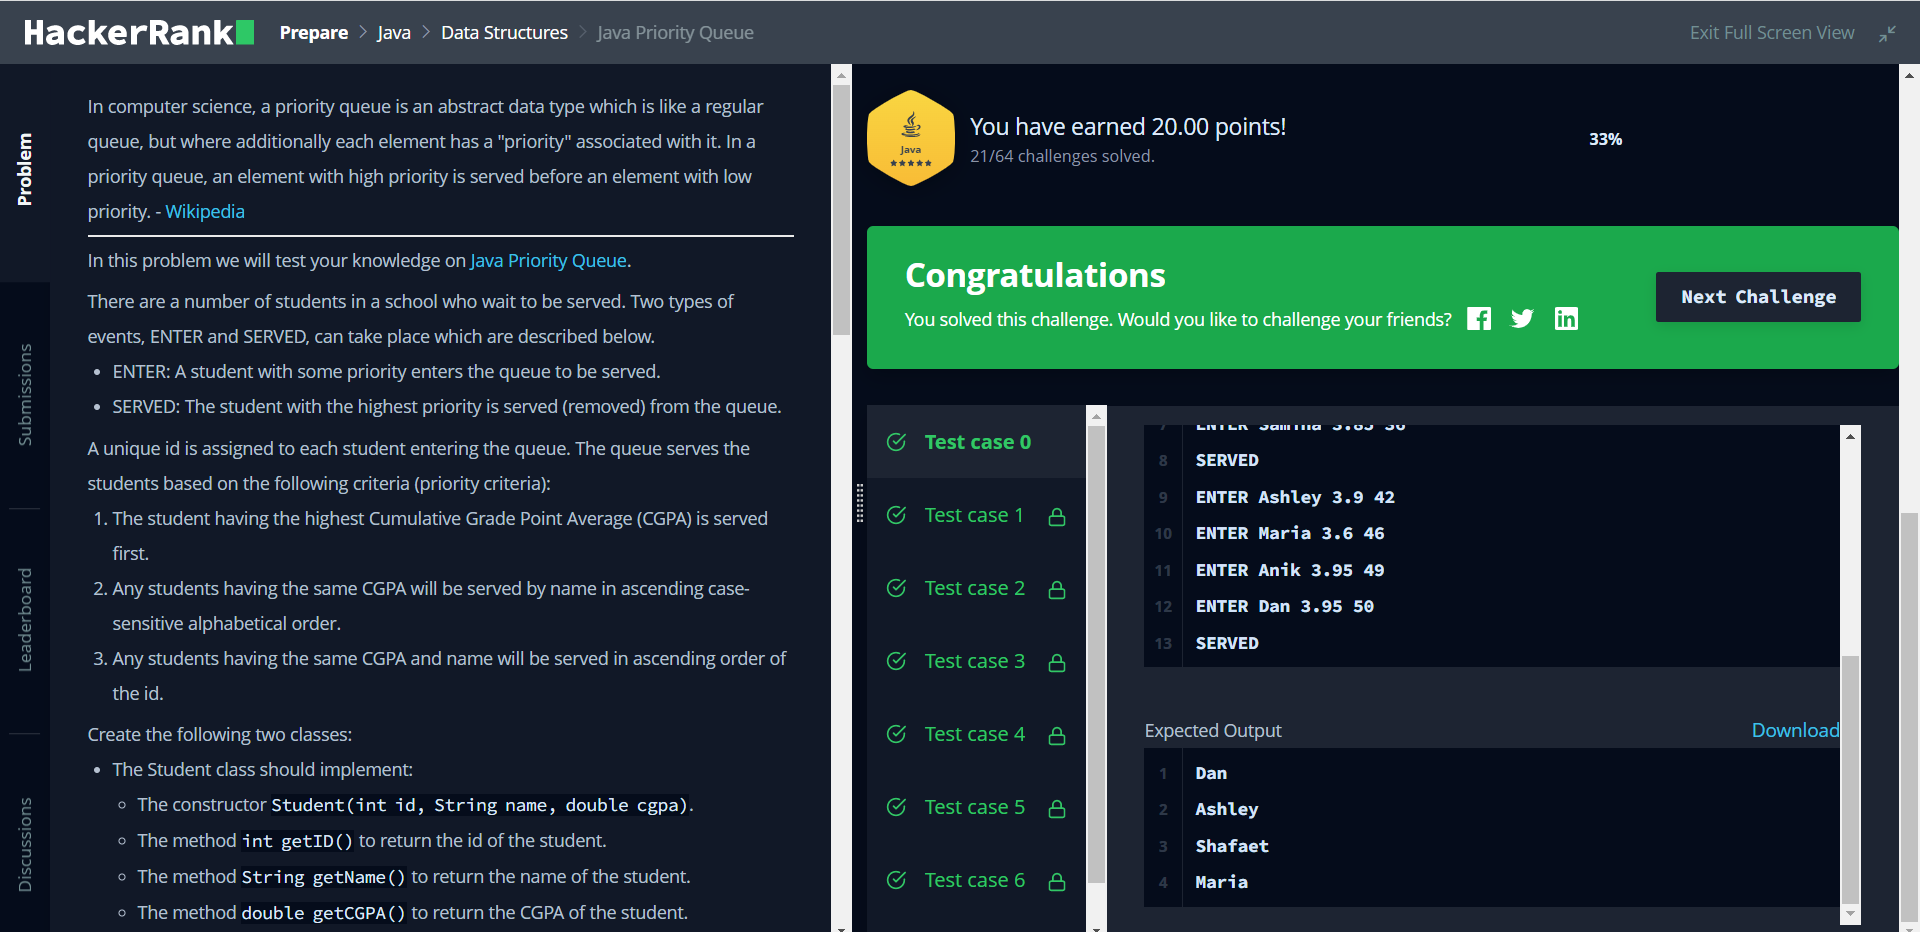 HackerRank
Prepare > Java > Data Structures > Java Priority Queue
Exit Full Screen View
Problem
Submissions
Leaderboard
Discussions
In computer science, a priority queue is an abstract data type which is like a regular
queue, but where additionally each element has a "priority" associated with it. In a
priority queue, an element with high priority is served before an element with low
priority. - Wikipedia
In this problem we will test your knowledge on Java Priority Queue.
There are a number of students in a school who wait to be served. Two types of
events, ENTER and SERVED, can take place which are described below.
• ENTER: A student with some priority enters the queue to be served.
• SERVED: The student with the highest priority is served (removed) from the queue.
A unique id is assigned to each student entering the queue. The queue serves the
students based on the following criteria (priority criteria):
1. The student having the highest Cumulative Grade Point Average (CGPA) is served
first.
2. Any students having the same CGPA will be served by name in ascending case-
sensitive alphabetical order.
3. Any students having the same CGPA and name will be served in ascending order of
the id.
Create the following two classes:
• The Student class should implement:
◦ The constructor Student(int id, String name, double cgpa).
◦ The method int getID() to return the id of the student.
◦ The method String getName() to return the name of the student.
◦ The method double getCGPA() to return the CGPA of the student.
Java
You have earned 20.00 points!
21/64 challenges solved.
33%
Congratulations
You solved this challenge. Would you like to challenge your friends?
Next Challenge
Test case 0
Test case 1
Test case 2
Test case 3
Test case 4
Test case 5
Test case 6
7 ENTER Samina 3.85 36
8 SERVED
9 ENTER Ashley 3.9 42
10 ENTER Maria 3.6 46
11 ENTER Anik 3.95 49
12 ENTER Dan 3.95 50
13 SERVED
Expected Output
Download
1 Dan
2 Ashley
3 Shafaet
4 Maria